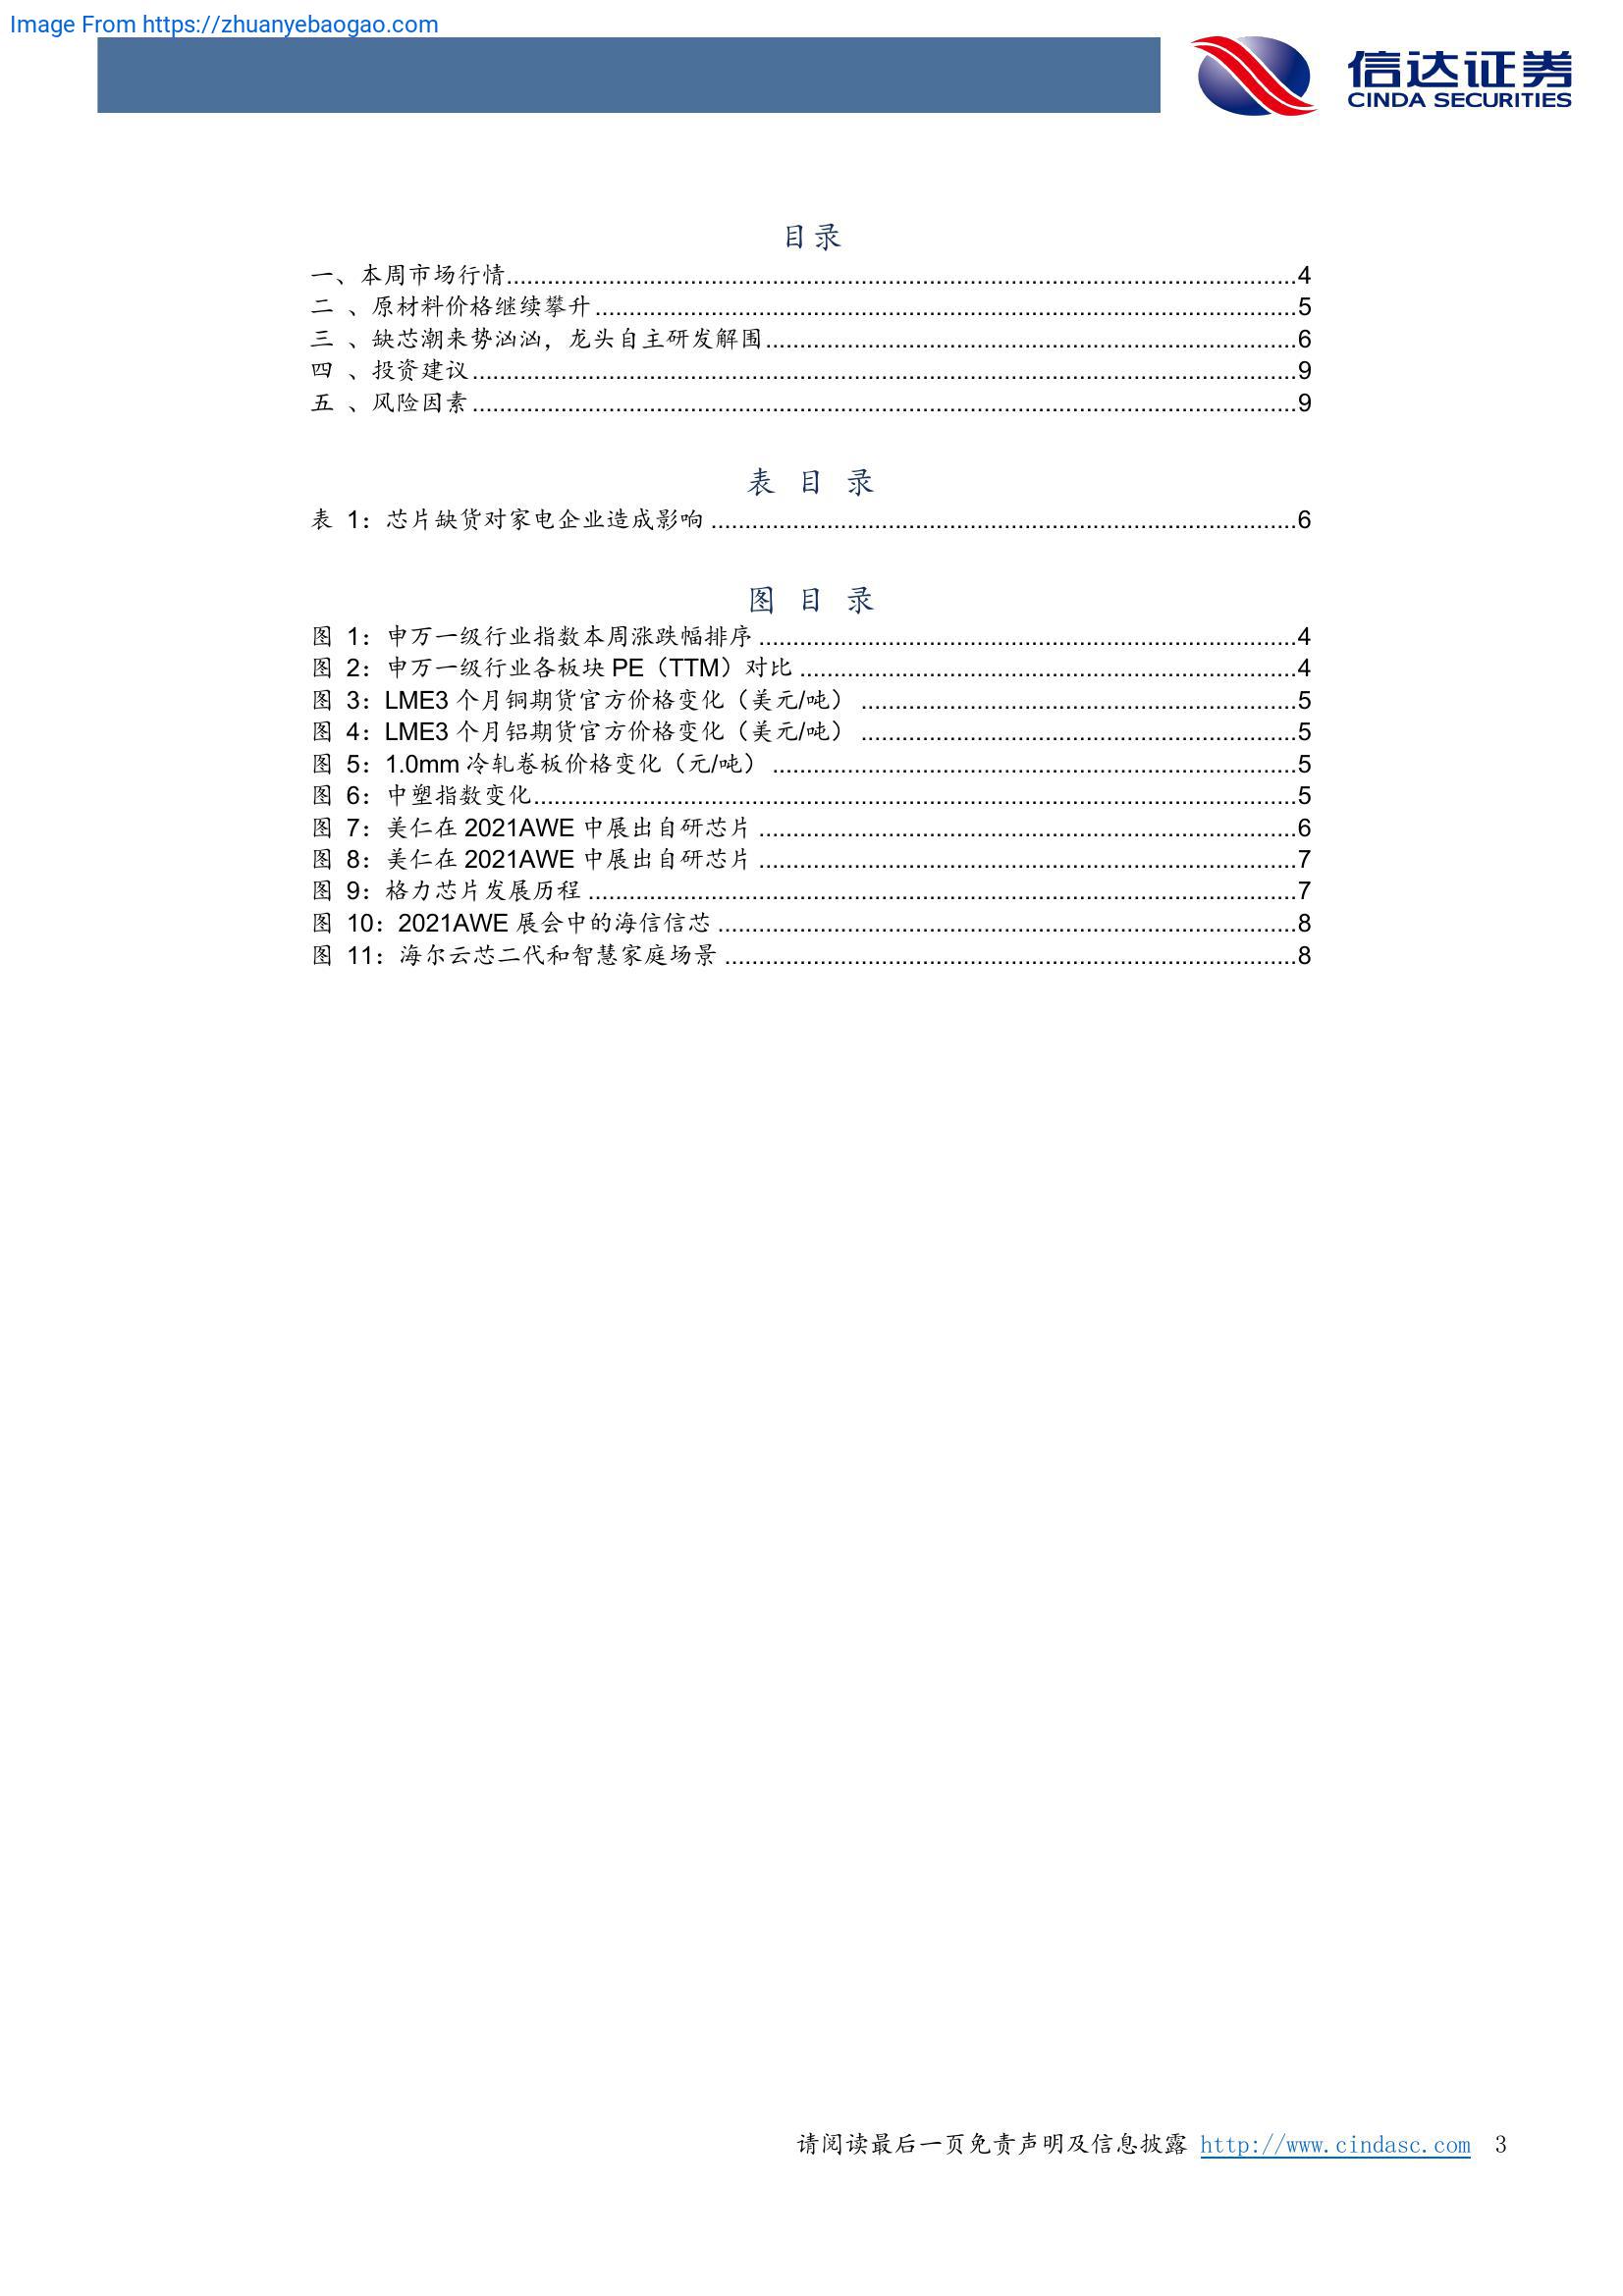 Image From https://zhuanyebaogao.com
信达证券
CINDA SECURITIES
目录
一、本周市场行情........................4
二 、原材料价格继续攀升........................5
三 、缺芯潮来势汹汹，龙头自主研发解围........................6
四 、投资建议........................9
五 、风险因素........................9
表 目 录
表 1：芯片缺货对家电企业造成影响........................6
图 目 录
图 1：申万一级行业指数本周涨跌幅排序........................4
图 2：申万一级行业各板块 PE（TTM）对比........................4
图 3：LME3 个月铜期货官方价格变化（美元/吨）........................5
图 4：LME3 个月铝期货官方价格变化（美元/吨）........................5
图 5：1.0mm 冷轧卷板价格变化（元/吨）........................5
图 6：中塑指数变化........................5
图 7：美仁在 2021AWE 中展出自研芯片........................6
图 8：美仁在 2021AWE 中展出自研芯片........................7
图 9：格力芯片发展历程........................7
图 10：2021AWE 展会中的海信信芯........................8
图 11：海尔云芯二代和智慧家庭场景........................8
请阅读最后一页免责声明及信息披露 http://www.cindasc.com 3